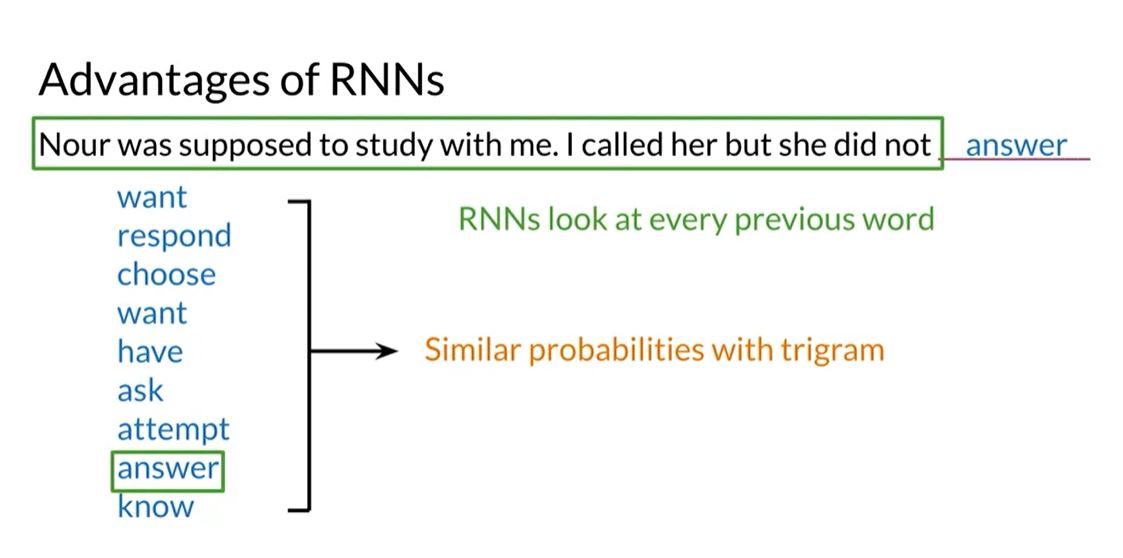 Advantages of RNNs
Nour was supposed to study with me. I called her but she did not answer
want
respond
choose
want
have
ask
attempt
answer
know
RNNs look at every previous word
Similar probabilities with trigram